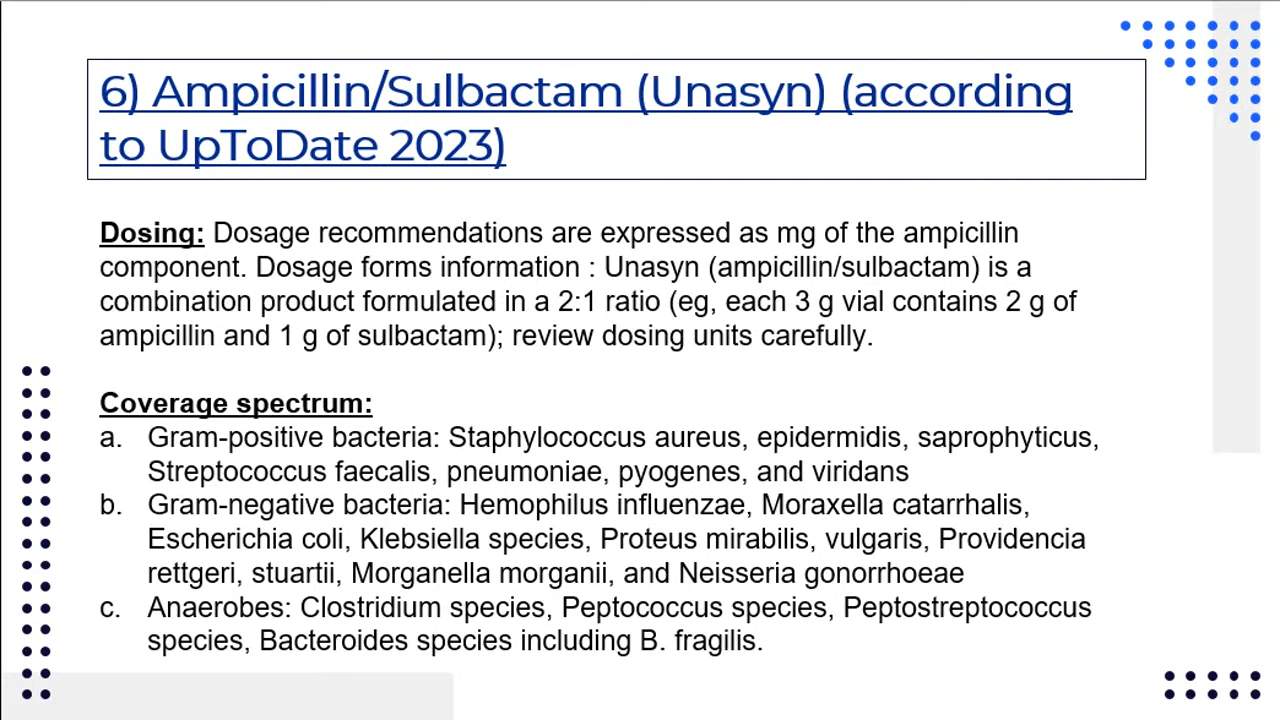 6) Ampicillin/Sulbactam (Unasyn) (according
to UpToDate 2023)
Dosing: Dosage recommendations are expressed as mg of the ampicillin
component. Dosage forms information : Unasyn (ampicillin/sulbactam) is a
combination product formulated in a 2:1 ratio (eg, each 3 g vial contains 2 g of
ampicillin and 1 g of sulbactam); review dosing units carefully.
Coverage spectrum:
a. Gram-positive bacteria: Staphylococcus aureus, epidermidis, saprophyticus,
Streptococcus faecalis, pneumoniae, pyogenes, and viridans
b. Gram-negative bacteria: Hemophilus influenzae, Moraxella catarrhalis,
Escherichia coli, Klebsiella species, Proteus mirabilis, vulgaris, Providencia
rettgeri, stuartii, Morganella morganii, and Neisseria gonorrhoeae
c. Anaerobes: Clostridium species, Peptococcus species, Peptostreptococcus
species, Bacteroides species including B. fragilis.